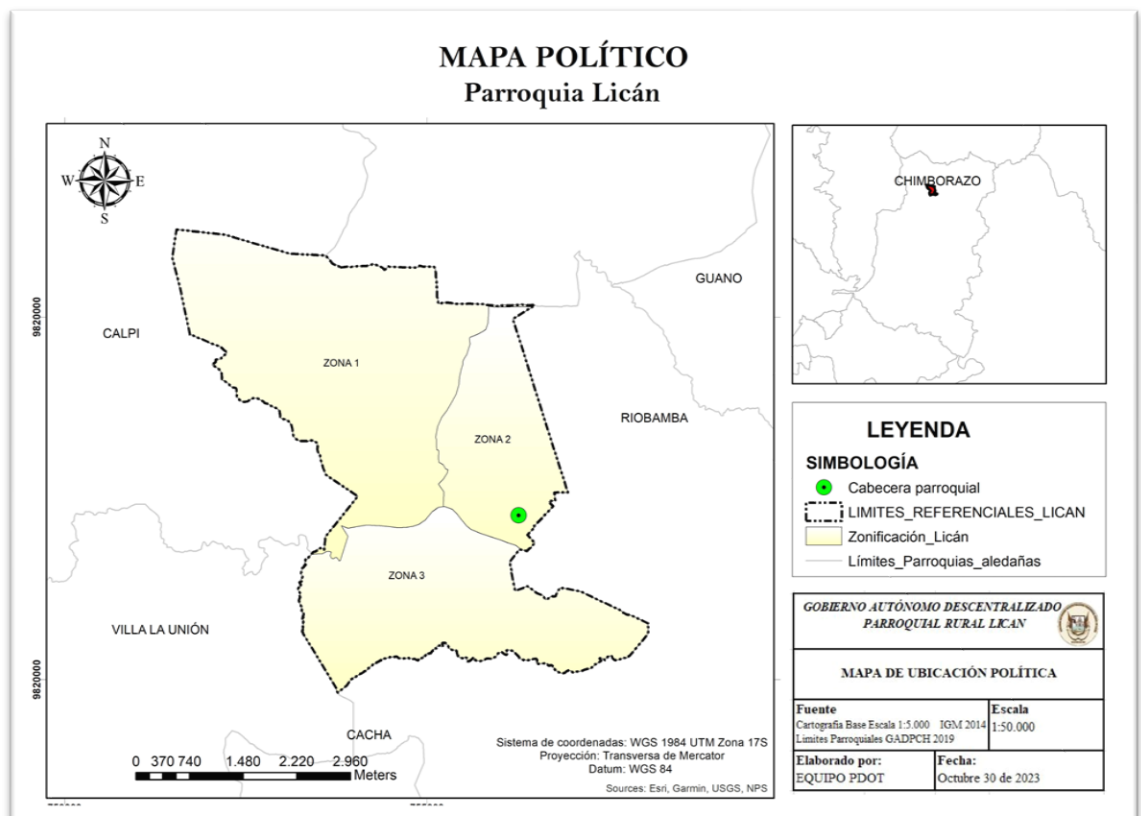 MAPA POLÍTICO
Parroquia Licán
N
W
E
S
9820000
9820000
CALPI
GUANO
RIOBAMBA
ZONA 1
ZONA 2
ZONA 3
VILLA LA UNIÓN
CACHA
0 370 740 1.480 2.220 2.960
Meters
Sistema de coordenadas: WGS 1984 UTM Zona 17S
Proyección: Transversa de Mercator
Datum: WGS 84
Sources: Esri, Garmin, USGS, NPS
CHIMBORAZO
LEYENDA
SIMBOLOGÍA
Cabecera parroquial
LIMITES_REFERENCIALES_LICAN
Zonificación_Licán
Límites_Parroquias_aledañas
GOBIERNO AUTÓNOMO DESCENTRALIZADO
PARROQUIAL RURAL LICAN
MAPA DE UBICACIÓN POLÍTICA
Fuente
Cartografía Base Escala 1:5.000 IGM 2014
Limites Parroquiales GADPCH 2019
Escala
1:50.000
Elaborado por:
EQUIPO PDOT
Fecha:
Octubre 30 de 2023